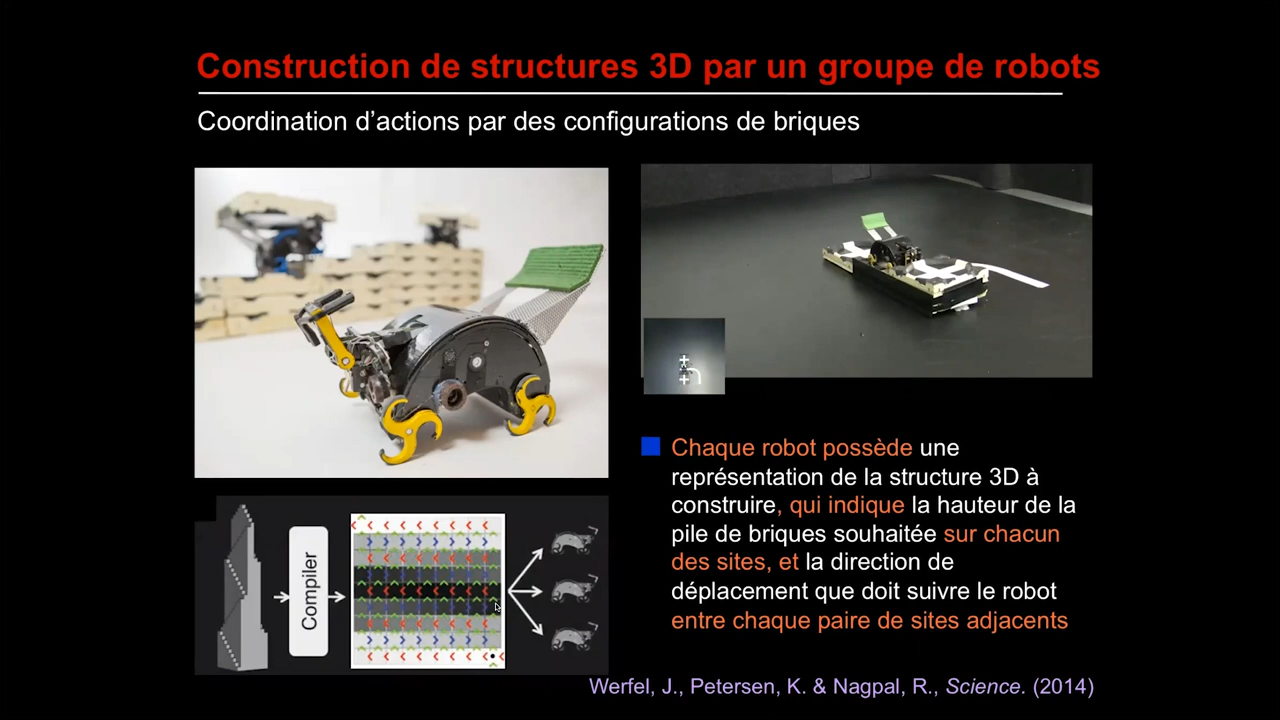 Construction de structures 3D par un groupe de robots
Coordination d'actions par des configurations de briques
Compiler
Chaque robot possède une
représentation de la structure 3D à
construire, qui indique la hauteur de la
pile de briques souhaitée sur chacun
des sites, et la direction de
déplacement que doit suivre le robot
entre chaque paire de sites adjacents
Werfel, J., Petersen, K. & Nagpal, R., Science. (2014)